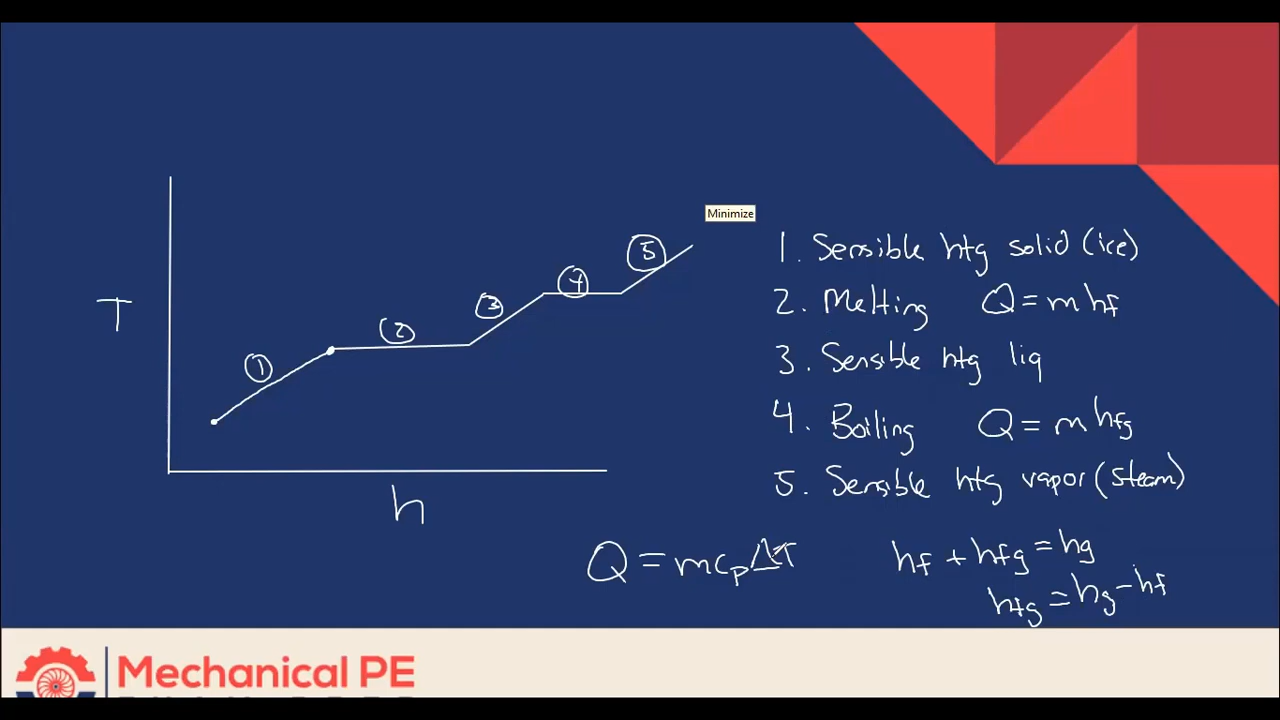 Minimize
T
①
②
③
④
⑤
h
1. Sensible htg solid (ice)
2. Melting Q = m hf
3. Sensible htg liq
4. Boiling Q = m hfg
5. Sensible htg vapor (steam)
Q = mcpΔT
hf + hfg = hg
hfg = hg - hf
Mechanical PE